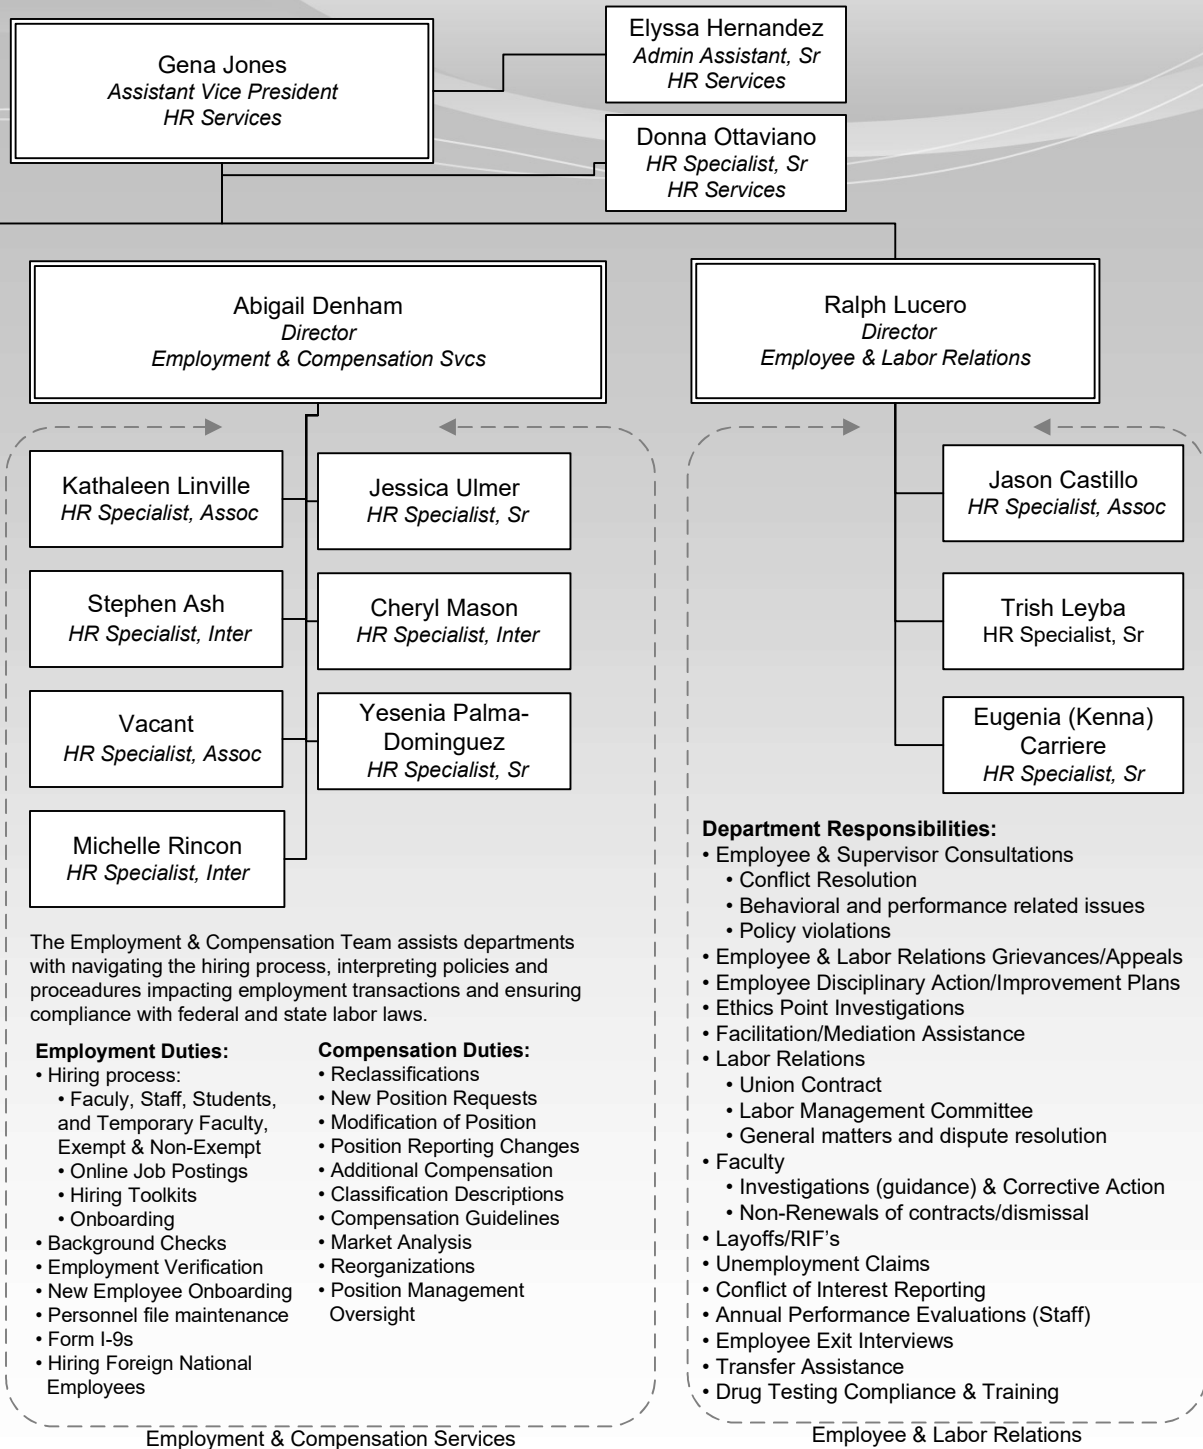 Gena Jones
Assistant Vice President
HR Services
Elyssa Hernandez
Admin Assistant, Sr
HR Services
Donna Ottaviano
HR Specialist, Sr
HR Services
Abigail Denham
Director
Employment & Compensation Svcs
Kathaleen Linville
HR Specialist, Assoc
Jessica Ulmer
HR Specialist, Sr
Stephen Ash
HR Specialist, Inter
Cheryl Mason
HR Specialist, Inter
Vacant
HR Specialist, Assoc
Yesenia Palma-
Dominguez
HR Specialist, Sr
Michelle Rincon
HR Specialist, Inter
The Employment & Compensation Team assists departments
with navigating the hiring process, interpreting policies and
proceadures impacting employment transactions and ensuring
compliance with federal and state labor laws.
Employment Duties:
• Hiring process:
• Faculy, Staff, Students,
and Temporary Faculty,
Exempt & Non-Exempt
• Online Job Postings
• Hiring Toolkits
• Onboarding
• Background Checks
• Employment Verification
• New Employee Onboarding
• Personnel file maintenance
• Form I-9s
• Hiring Foreign National
Employees
Compensation Duties:
• Reclassifications
• New Position Requests
• Modification of Position
• Position Reporting Changes
• Additional Compensation
• Classification Descriptions
• Compensation Guidelines
• Market Analysis
• Reorganizations
• Position Management
Oversight
Employment & Compensation Services
Ralph Lucero
Director
Employee & Labor Relations
Jason Castillo
HR Specialist, Assoc
Trish Leyba
HR Specialist, Sr
Eugenia (Kenna)
Carriere
HR Specialist, Sr
Department Responsibilities:
• Employee & Supervisor Consultations
• Conflict Resolution
• Behavioral and performance related issues
• Policy violations
• Employee & Labor Relations Grievances/Appeals
• Employee Disciplinary Action/Improvement Plans
• Ethics Point Investigations
• Facilitation/Mediation Assistance
• Labor Relations
• Union Contract
• Labor Management Committee
• General matters and dispute resolution
• Faculty
• Investigations (guidance) & Corrective Action
• Non-Renewals of contracts/dismissal
• Layoffs/RIF's
• Unemployment Claims
• Conflict of Interest Reporting
• Annual Performance Evaluations (Staff)
• Employee Exit Interviews
• Transfer Assistance
• Drug Testing Compliance & Training
Employee & Labor Relations